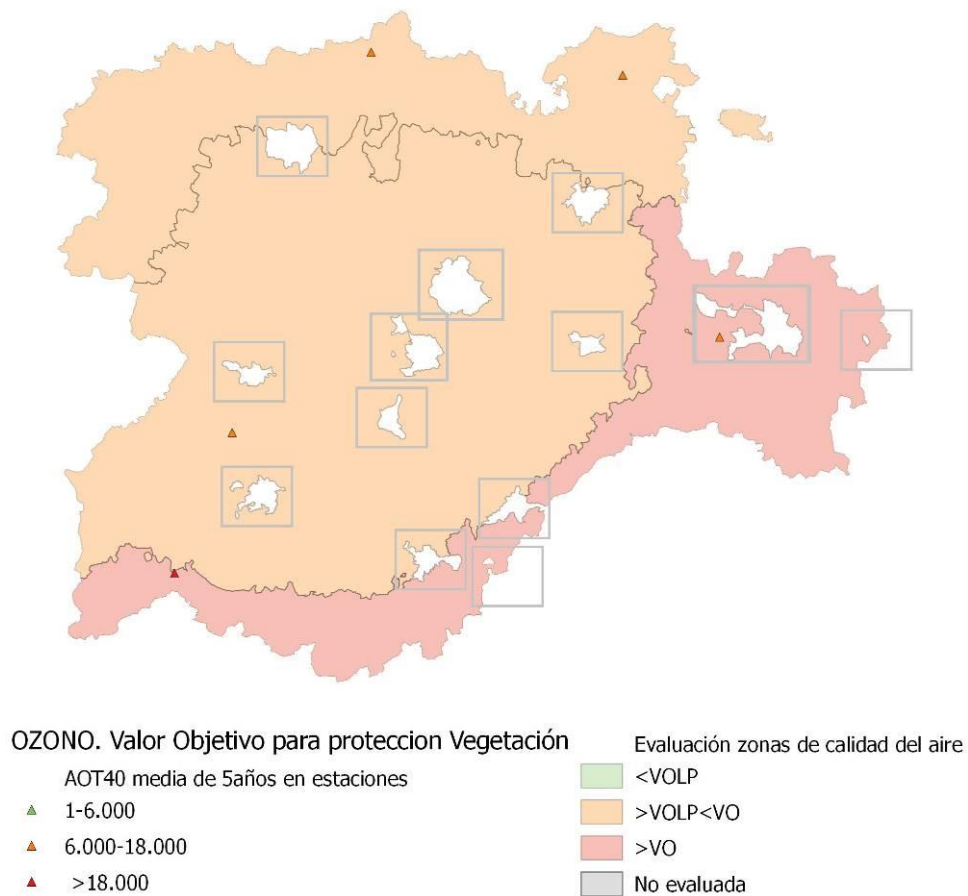 OZONO. Valor Objetivo para proteccion Vegetación
AOT40 media de 5años en estaciones
1-6.000
6.000-18.000
>18.000
Evaluación zonas de calidad del aire
<VOLP
>VOLP<VO
>VO
No evaluada